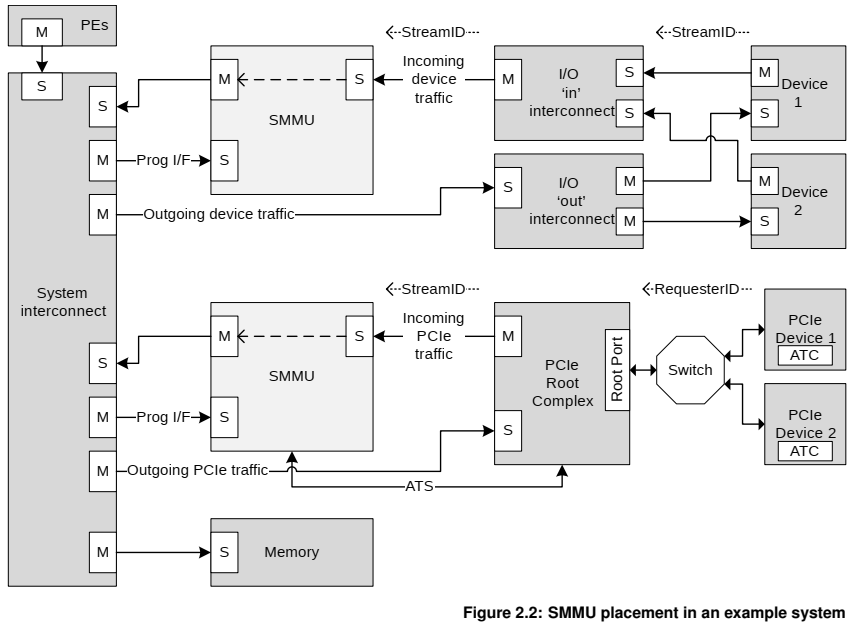 M
PEs
S
System
interconnect
S
M
M
S
M
M
M
StreamID
StreamID
M
S
SMMU
S
Incoming
device
traffic
M
I/O
‘in’
interconnect
S
S
M
S
Device
1
Prog I/F
Outgoing device traffic
S
I/O
‘out’
interconnect
M
M
M
S
Device
2
StreamID
RequesterID
M
S
SMMU
S
Incoming
PCIe
traffic
M
S
PCIe
Root
Complex
Root Port
Switch
PCIe
Device 1
ATC
PCIe
Device 2
ATC
Prog I/F
Outgoing PCIe traffic
ATS
S
Memory
Figure 2.2: SMMU placement in an example system